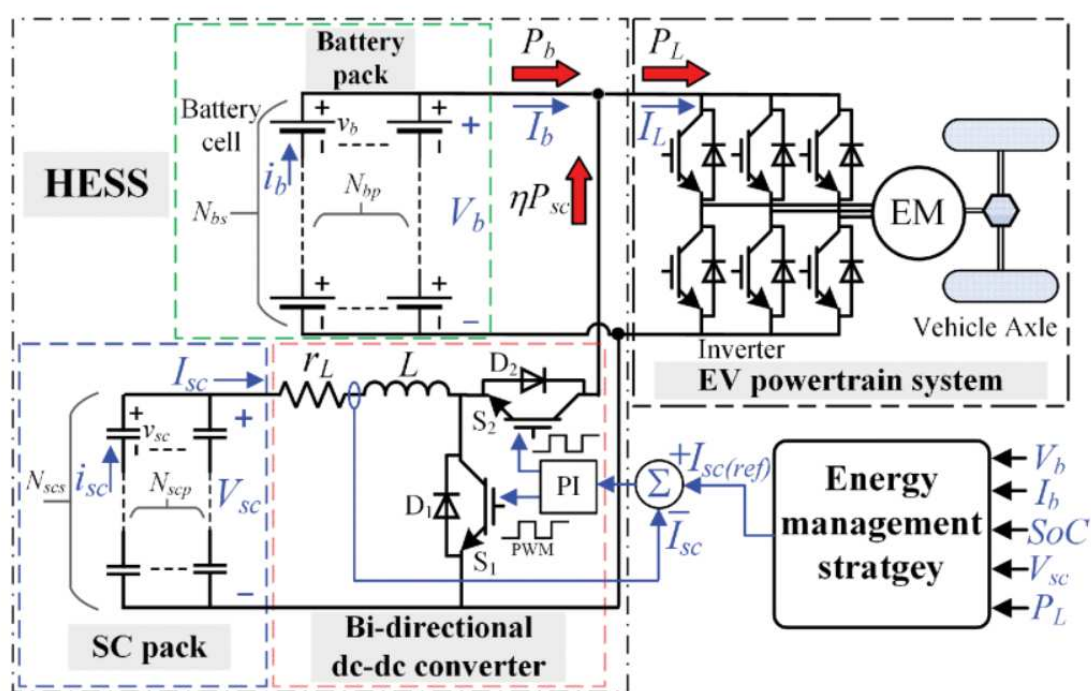 Battery
pack
P_b
P_L
Battery
cell
+
+
v_b
+
I_b
I_L
i_b
HESS
N_bp
N_bs
V_b
ηP_sc
EM
+
+
−
Vehicle Axle
Inverter
EV powertrain system
I_sc
r_L
L
D_2
S_2
+
v_sc
+
N_scs
i_sc
N_scp
V_sc
D_1
S_1
PI
PWM
Σ
+
I_sc(ref)
−
I_sc
−
Energy
management
stratgey
V_b
I_b
SoC
V_sc
P_L
SC pack
Bi-directional
dc-dc converter